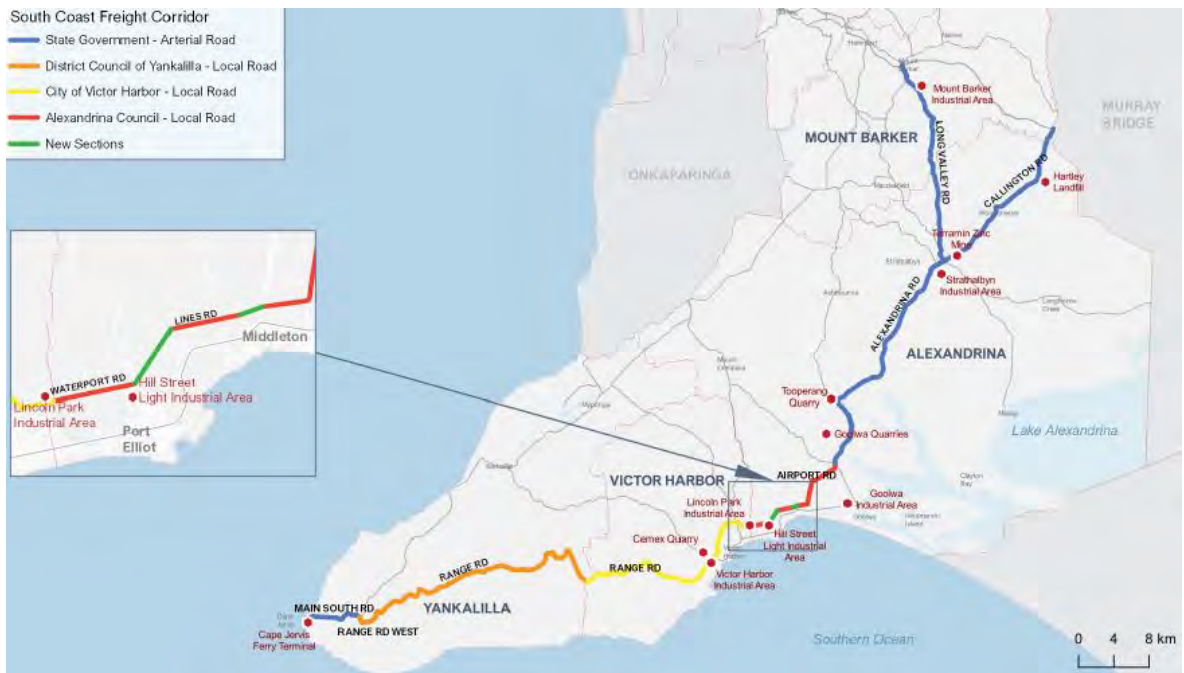 South Coast Freight Corridor
State Government - Arterial Road
District Council of Yankalilla - Local Road
City of Victor Harbor - Local Road
Alexandrina Council - Local Road
New Sections
Mount Barker
Industrial Area
MOUNT BARKER
LONG VALLEY RD
MURRAY
BRIDGE
ONKAPARINGA
CALLINGTON RD
Hartley
Landfill
Terramin Zinc
Mine
Strathalbyn
Strathalbyn
Industrial Area
ALEXANDRINA RD
ALEXANDRINA
LINES RD
Middleton
WATERPORT RD
Hill Street
Light Industrial Area
Lincoln Park
Industrial Area
Port
Elliot
Tooperang
Quarry
Goolwa Quarries
Lake Alexandrina
Clayton
Bay
AIRPORT RD
VICTOR HARBOR
Lincoln Park
Industrial Area
Goolwa
Industrial Area
Goolwa
Hill Street
Light Industrial
Area
Cemex Quarry
Victor Harbor
Industrial Area
RANGE RD
RANGE RD
YANKALILLA
MAIN SOUTH RD
RANGE RD WEST
Cape Jervis
Ferry Terminal
Southern Ocean
0 4 8 km